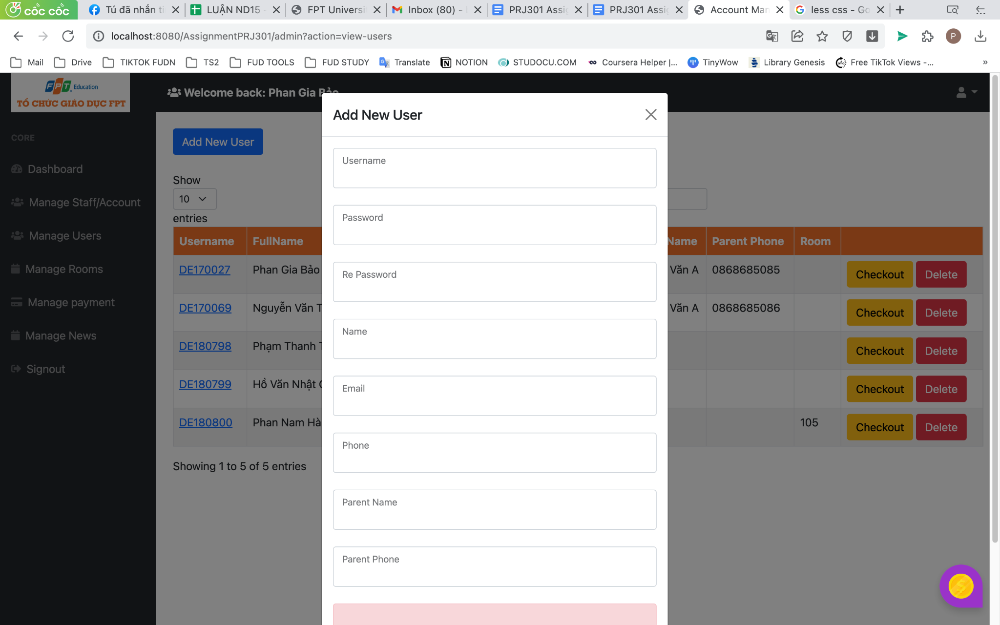 cốc cốc
Tú đã nhắn ti
LUẬN ND15 -
FPT Universi
Inbox (80) -
PRJ301 Assig
PRJ301 Assig
Account Man
less css - Go
localhost:8080/AssignmentPRJ301/admin?action=view-users
P
Mail
Drive
TIKTOK FUDN
TS2
FUD TOOLS
FUD STUDY
Translate
NOTION
STUDOCU.COM
Coursera Helper |...
TinyWow
Library Genesis
Free TikTok Views -...
»
FPT Education
TỔ CHỨC GIÁO DỤC FPT
Welcome back: Phan Gia Bảo
CORE
Dashboard
Manage Staff/Account
Manage Users
Manage Rooms
Manage payment
Manage News
Signout
Add New User
Show
10
entries
Username FullName Name Parent Phone Room
DE170027 Phan Gia Bảo Văn A 0868685085 Checkout Delete
DE170069 Nguyễn Văn T Văn A 0868685086 Checkout Delete
DE180798 Phạm Thanh T Checkout Delete
DE180799 Hồ Văn Nhật Checkout Delete
DE180800 Phan Nam Hà 105 Checkout Delete
Showing 1 to 5 of 5 entries
Add New User
Username
Password
Re Password
Name
Email
Phone
Parent Name
Parent Phone